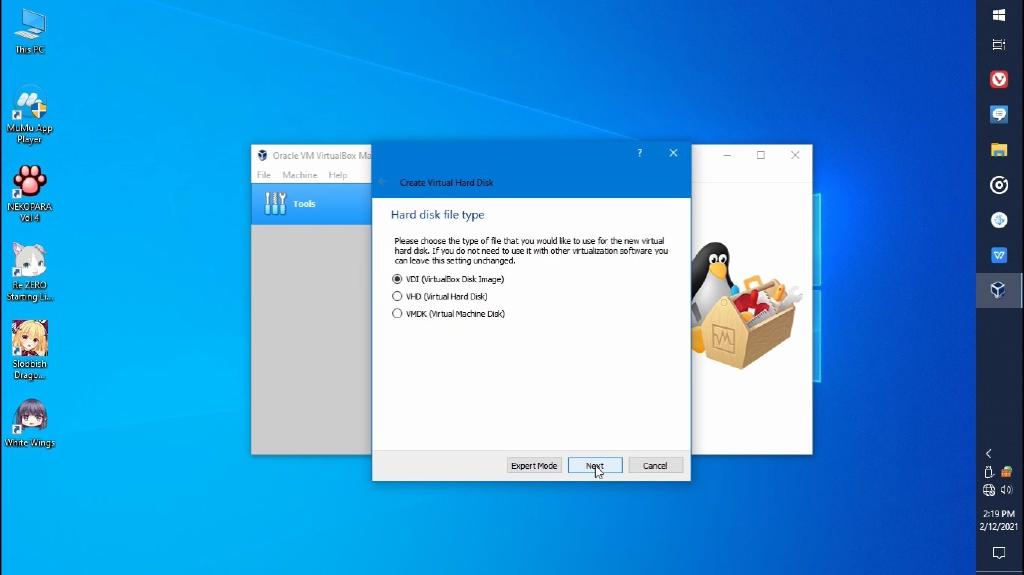 This PC
MuMu App
Player
NEKOPARA
Vol 4
Re ZERO
Starting Li...
Slobbish
Drago...
White Wings
Oracle VM VirtualBox Ma
File Machine Help
Tools
?
Create Virtual Hard Disk
Hard disk file type
Please choose the type of file that you would like to use for the new virtual
hard disk. If you do not need to use it with other virtualization software you
can leave this setting unchanged.
VDI (VirtualBox Disk Image)
VHD (Virtual Hard Disk)
VMDK (Virtual Machine Disk)
Expert Mode Next Cancel
2:19 PM
2/12/2021